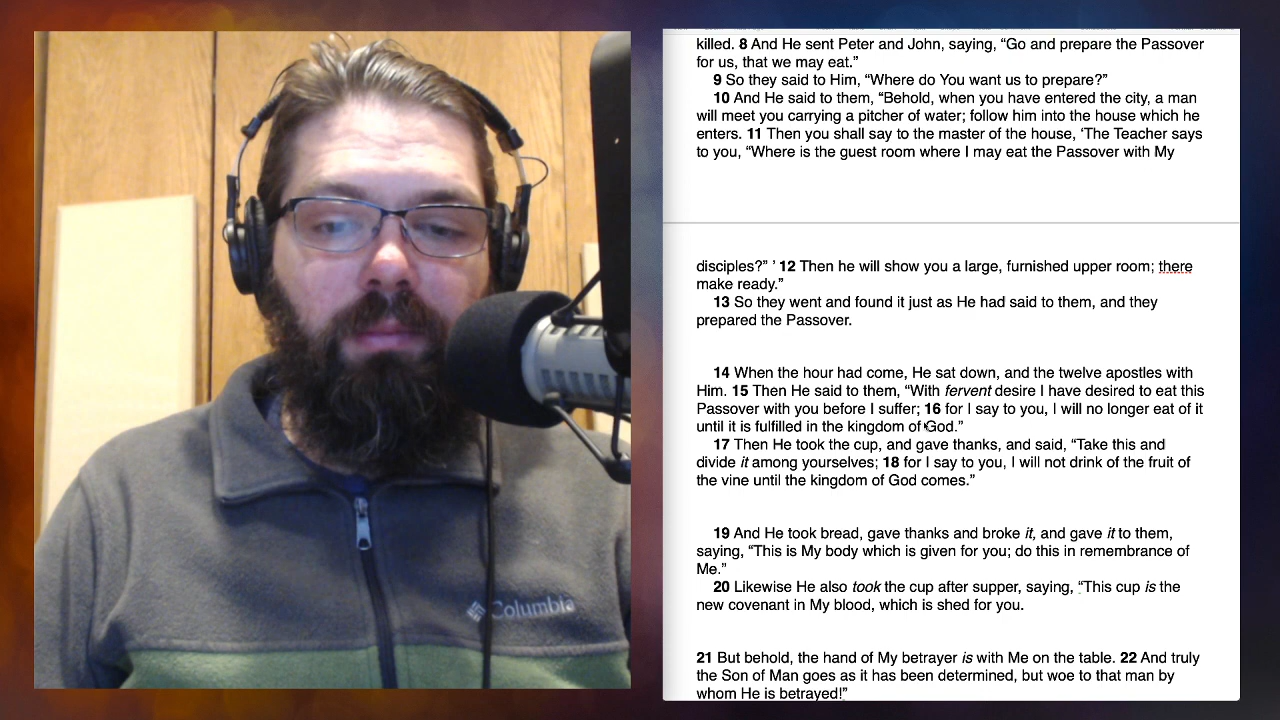 killed. 8 And He sent Peter and John, saying, “Go and prepare the Passover
for us, that we may eat.”
9 So they said to Him, “Where do You want us to prepare?”
10 And He said to them, “Behold, when you have entered the city, a man
will meet you carrying a pitcher of water; follow him into the house which he
enters. 11 Then you shall say to the master of the house, ‘The Teacher says
to you, “Where is the guest room where I may eat the Passover with My
disciples?” ’ 12 Then he will show you a large, furnished upper room; there
make ready.”
13 So they went and found it just as He had said to them, and they
prepared the Passover.
14 When the hour had come, He sat down, and the twelve apostles with
Him. 15 Then He said to them, “With fervent desire I have desired to eat this
Passover with you before I suffer; 16 for I say to you, I will no longer eat of it
until it is fulfilled in the kingdom of God.”
17 Then He took the cup, and gave thanks, and said, “Take this and
divide it among yourselves; 18 for I say to you, I will not drink of the fruit of
the vine until the kingdom of God comes.”
19 And He took bread, gave thanks and broke it, and gave it to them,
saying, “This is My body which is given for you; do this in remembrance of
Me.”
20 Likewise He also took the cup after supper, saying, “This cup is the
new covenant in My blood, which is shed for you.
21 But behold, the hand of My betrayer is with Me on the table. 22 And truly
the Son of Man goes as it has been determined, but woe to that man by
whom He is betrayed!”
Columbia